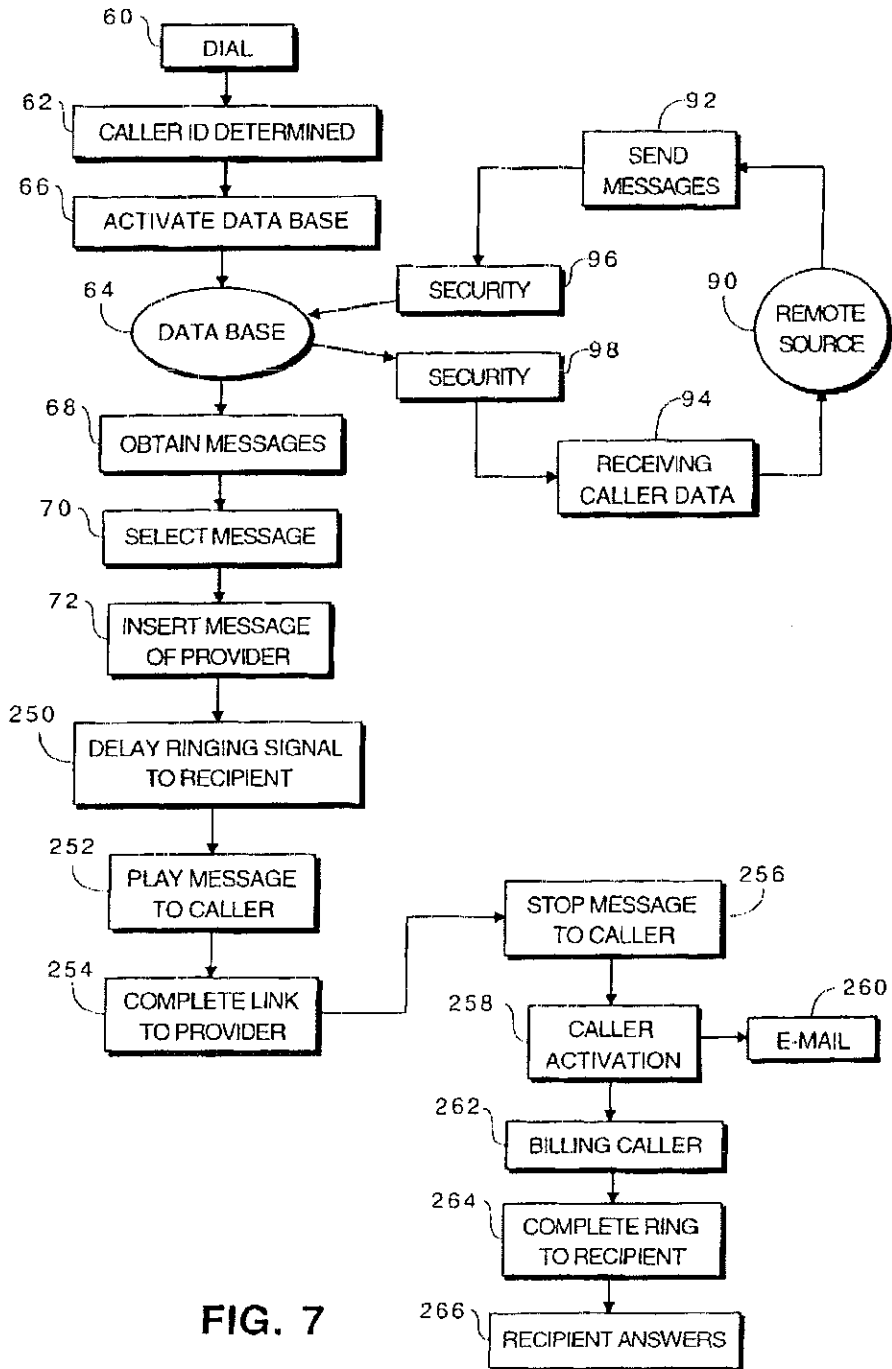 60
DIAL
62
CALLER ID DETERMINED
66
ACTIVATE DATA BASE
64
DATA BASE
92
SEND
MESSAGES
96
SECURITY
90
REMOTE
SOURCE
98
SECURITY
94
RECEIVING
CALLER DATA
68
OBTAIN MESSAGES
70
SELECT MESSAGE
72
INSERT MESSAGE
OF PROVIDER
250
DELAY RINGING SIGNAL
TO RECIPIENT
252
PLAY MESSAGE
TO CALLER
254
COMPLETE LINK
TO PROVIDER
256
STOP MESSAGE
TO CALLER
258
CALLER
ACTIVATION
260
E-MAIL
262
BILLING CALLER
264
COMPLETE RING
TO RECIPIENT
266
RECIPIENT ANSWERS
FIG. 7